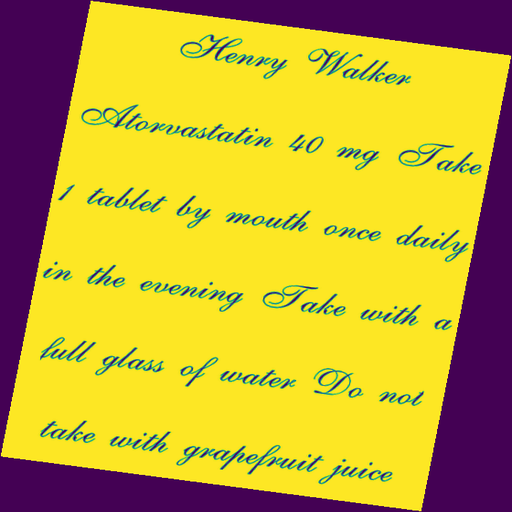 Henry Walker
Atorvastatin 40 mg Take
1 tablet by mouth once daily
in the evening Take with a
full glass of water Do not
take with grapefruit juice